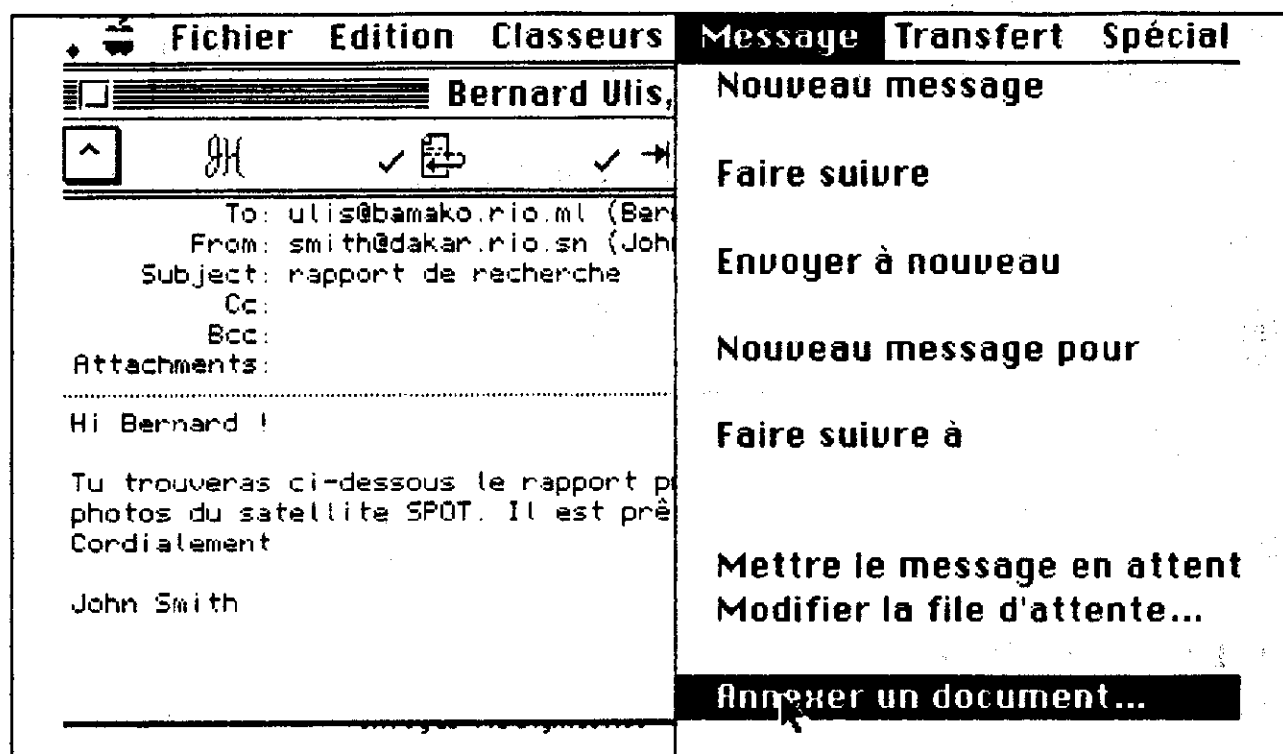 Fichier Edition Classeurs Message Transfert Spécial
Bernard Ulis,
JH
To: ulis@bamako.rio.ml (Ber
From: smith@dakar.rio.sn (Joh
Subject: rapport de recherche
Cc:
Bcc:
Attachments:
Hi Bernard !
Tu trouveras ci-dessous le rapport p
photos du satellite SPOT. Il est prê
Cordialement
John Smith
Nouveau message
Faire suivre
Envoyer à nouveau
Nouveau message pour
Faire suivre à
Mettre le message en attent
Modifier la file d'attente...
Annexer un document...